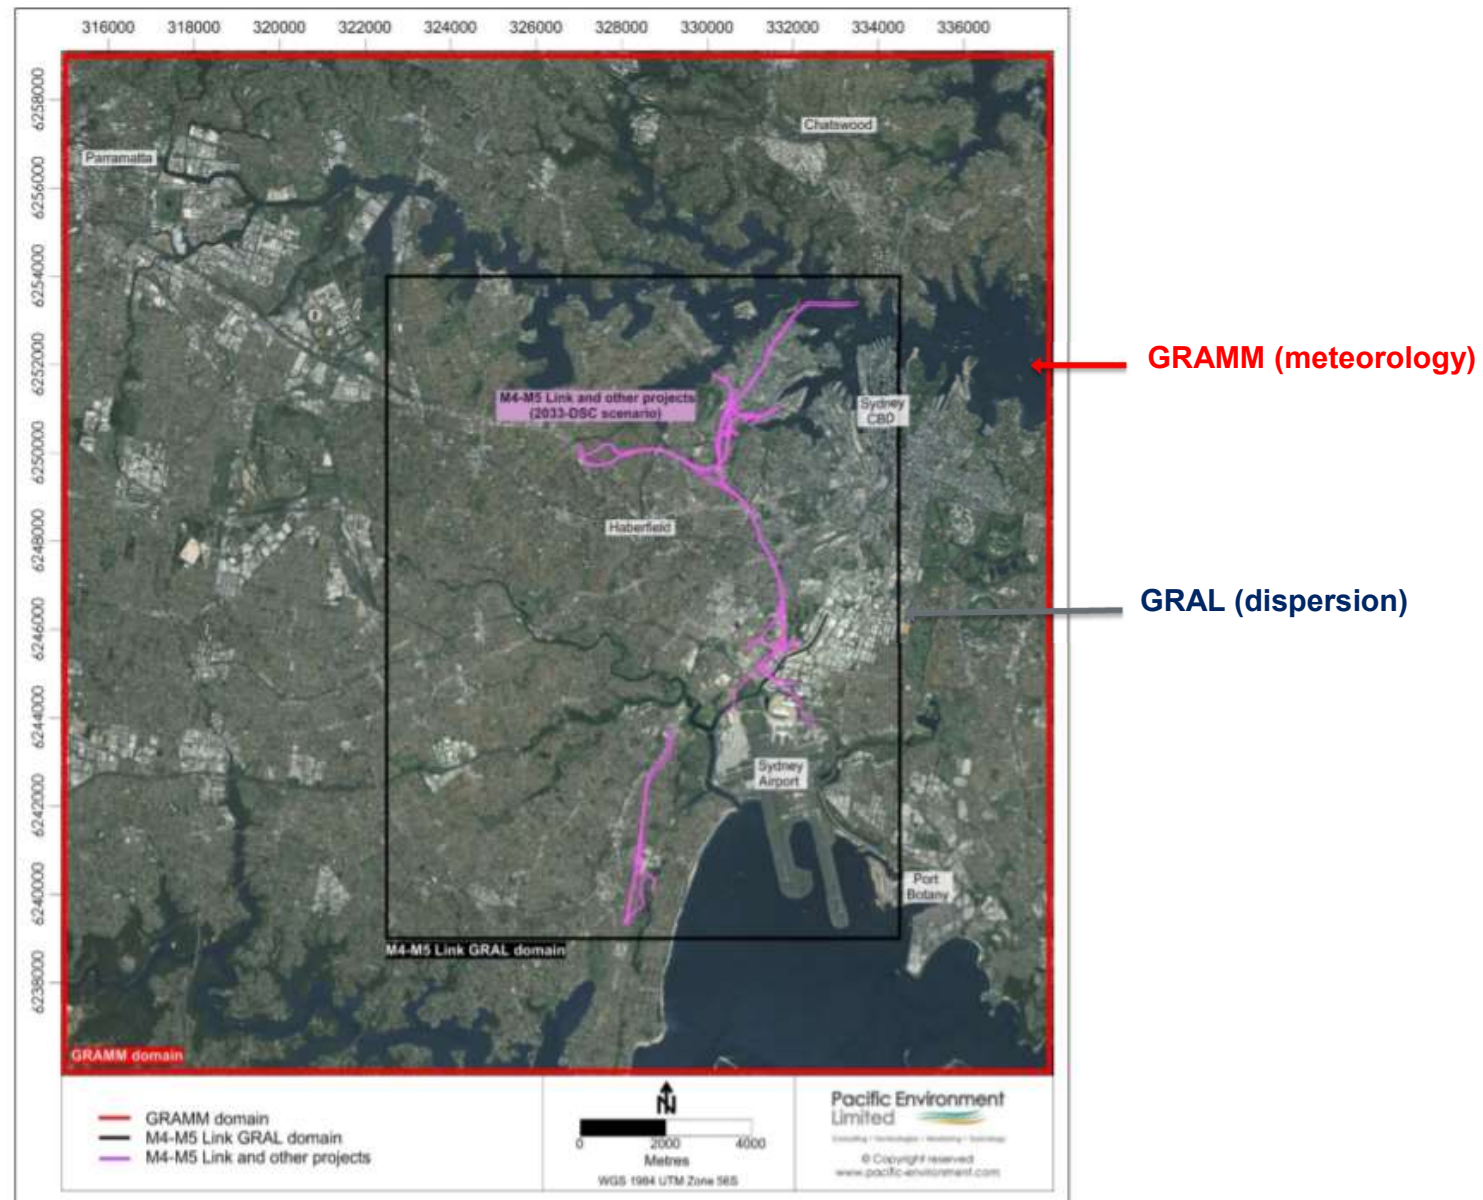 316000 318000 320000 322000 324000 326000 328000 330000 332000 334000 336000
6258000
6256000
6254000
6252000
6250000
6248000
6246000
6244000
6242000
6240000
6238000
Chatswood
Parramatta
GRAMM (meteorology)
M4-M5 Link and other projects
(2033-DSC scenario)
Sydney
CBD
Haberfield
GRAL (dispersion)
Sydney
Airport
Port
Botany
M4-M5 Link GRAL domain
GRAMM domain
GRAMM domain
M4-M5 Link GRAL domain
M4-M5 Link and other projects
N
0 2000 4000
Metres
WGS 1984 UTM Zone 56S
Pacific Environment
Limited
Consulting • Technologies • Monitoring • Toxicology
© Copyright reserved
www.pacific-environment.com